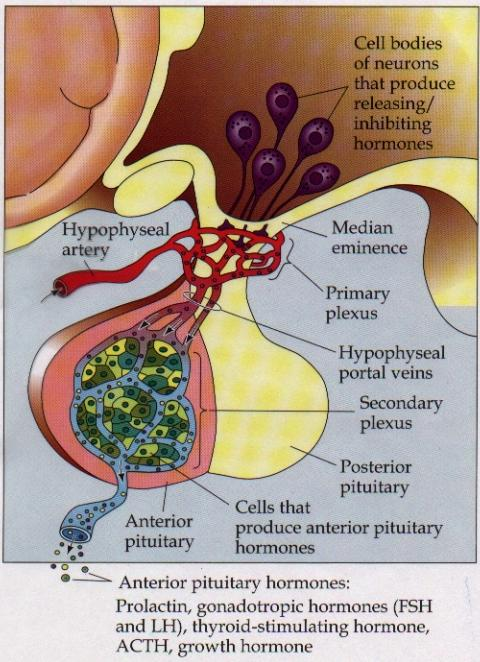 Cell bodies
of neurons
that produce
releasing/
inhibiting
hormones
Hypophyseal
artery
Median
eminence
Primary
plexus
Hypophyseal
portal veins
Secondary
plexus
Posterior
pituitary
Anterior
pituitary
Cells that
produce anterior pituitary
hormones
Anterior pituitary hormones:
Prolactin, gonadotropic hormones (FSH
and LH), thyroid-stimulating hormone,
ACTH, growth hormone